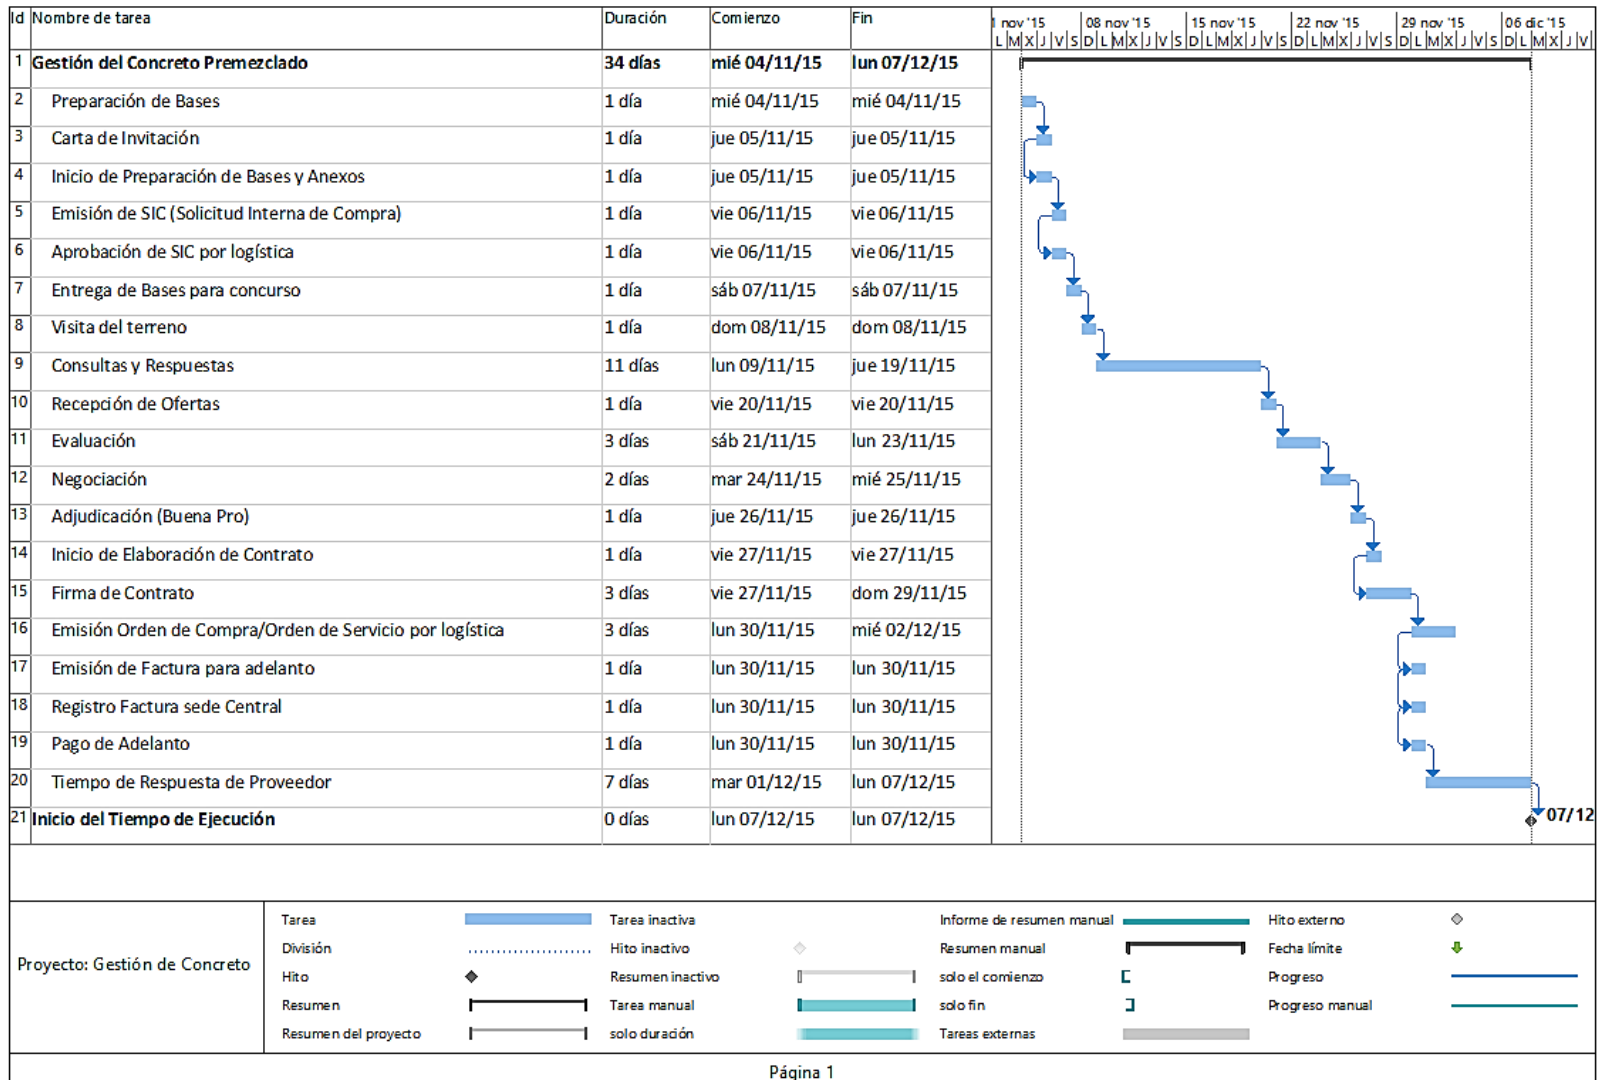 Id Nombre de tarea Duración Comienzo Fin 1 nov '15 08 nov '15 15 nov '15 22 nov '15 29 nov '15 06 dic '15
L M X J V S D L M X J V S D L M X J V S D L M X J V S D L M X J V S D L M X J V
1 Gestión del Concreto Premezclado 34 días mié 04/11/15 lun 07/12/15
2 Preparación de Bases 1 día mié 04/11/15 mié 04/11/15
3 Carta de Invitación 1 día jue 05/11/15 jue 05/11/15
4 Inicio de Preparación de Bases y Anexos 1 día jue 05/11/15 jue 05/11/15
5 Emisión de SIC (Solicitud Interna de Compra) 1 día vie 06/11/15 vie 06/11/15
6 Aprobación de SIC por logística 1 día vie 06/11/15 vie 06/11/15
7 Entrega de Bases para concurso 1 día sáb 07/11/15 sáb 07/11/15
8 Visita del terreno 1 día dom 08/11/15 dom 08/11/15
9 Consultas y Respuestas 11 días lun 09/11/15 jue 19/11/15
10 Recepción de Ofertas 1 día vie 20/11/15 vie 20/11/15
11 Evaluación 3 días sáb 21/11/15 lun 23/11/15
12 Negociación 2 días mar 24/11/15 mié 25/11/15
13 Adjudicación (Buena Pro) 1 día jue 26/11/15 jue 26/11/15
14 Inicio de Elaboración de Contrato 1 día vie 27/11/15 vie 27/11/15
15 Firma de Contrato 3 días vie 27/11/15 dom 29/11/15
16 Emisión Orden de Compra/Orden de Servicio por logística 3 días lun 30/11/15 mié 02/12/15
17 Emisión de Factura para adelanto 1 día lun 30/11/15 lun 30/11/15
18 Registro Factura sede Central 1 día lun 30/11/15 lun 30/11/15
19 Pago de Adelanto 1 día lun 30/11/15 lun 30/11/15
20 Tiempo de Respuesta de Proveedor 7 días mar 01/12/15 lun 07/12/15
21 Inicio del Tiempo de Ejecución 0 días lun 07/12/15 lun 07/12/15 07/12
Proyecto: Gestión de Concreto
Tarea Tarea inactiva Informe de resumen manual Hito externo
División Hito inactivo Resumen manual Fecha límite
Hito Resumen inactivo solo el comienzo Progreso
Resumen Tarea manual solo fin Progreso manual
Resumen del proyecto solo duración Tareas externas
Página 1